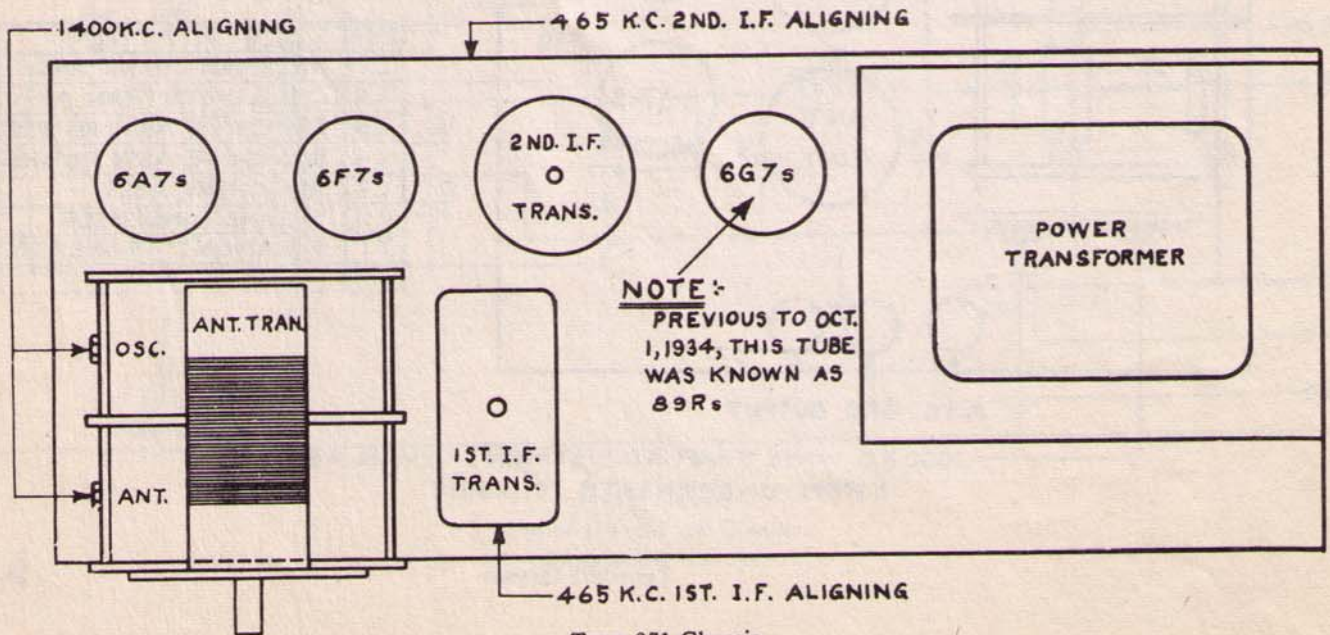 1400K.C. ALIGNING
465 K.C. 2ND. I.F ALIGNING
6A7s
6F7s
2ND. I.F.
TRANS.
6G7s
POWER
TRANSFORMER
NOTE:-
PREVIOUS TO OCT.
1,1934, THIS TUBE
WAS KNOWN AS
89Rs
ANT. TRAN.
OSC.
ANT.
1ST. I.F.
TRANS.
465 K.C. 1ST. I.F. ALIGNING